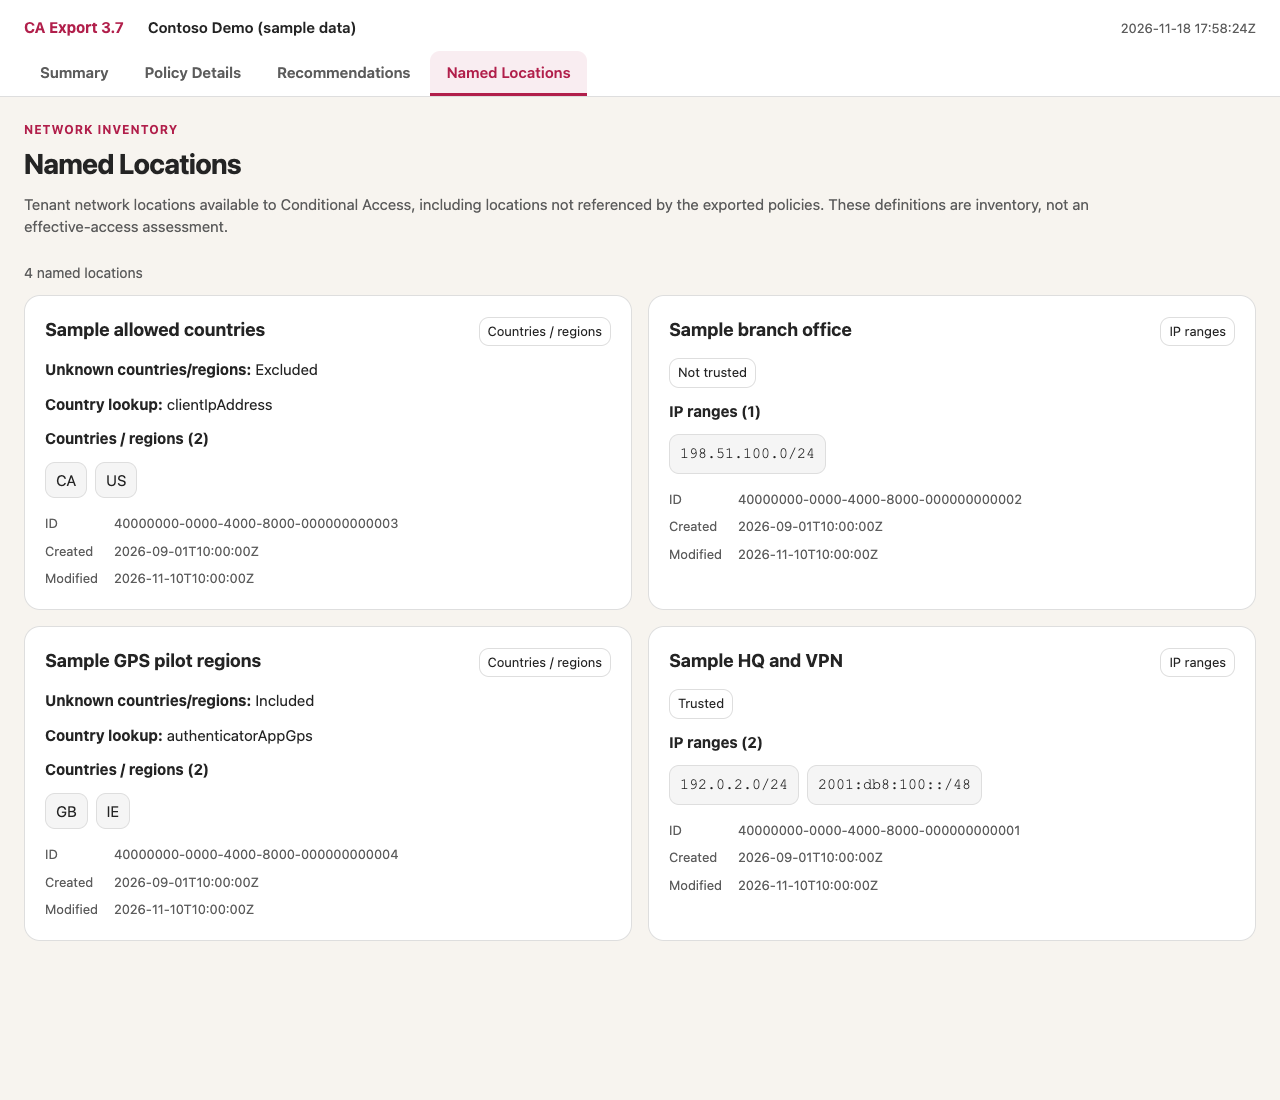 CA Export 3.7 Contoso Demo (sample data) 2026-11-18 17:58:24Z
Summary Policy Details Recommendations Named Locations
NETWORK INVENTORY
Named Locations
Tenant network locations available to Conditional Access, including locations not referenced by the exported policies. These definitions are inventory, not an
effective-access assessment.
4 named locations
Sample allowed countries Countries / regions
Unknown countries/regions: Excluded
Country lookup: clientIpAddress
Countries / regions (2)
CA US
ID 40000000-0000-4000-8000-000000000003
Created 2026-09-01T10:00:00Z
Modified 2026-11-10T10:00:00Z
Sample branch office IP ranges
Not trusted
IP ranges (1)
198.51.100.0/24
ID 40000000-0000-4000-8000-000000000002
Created 2026-09-01T10:00:00Z
Modified 2026-11-10T10:00:00Z
Sample GPS pilot regions Countries / regions
Unknown countries/regions: Included
Country lookup: authenticatorAppGps
Countries / regions (2)
GB IE
ID 40000000-0000-4000-8000-000000000004
Created 2026-09-01T10:00:00Z
Modified 2026-11-10T10:00:00Z
Sample HQ and VPN IP ranges
Trusted
IP ranges (2)
192.0.2.0/24 2001:db8:100::/48
ID 40000000-0000-4000-8000-000000000001
Created 2026-09-01T10:00:00Z
Modified 2026-11-10T10:00:00Z